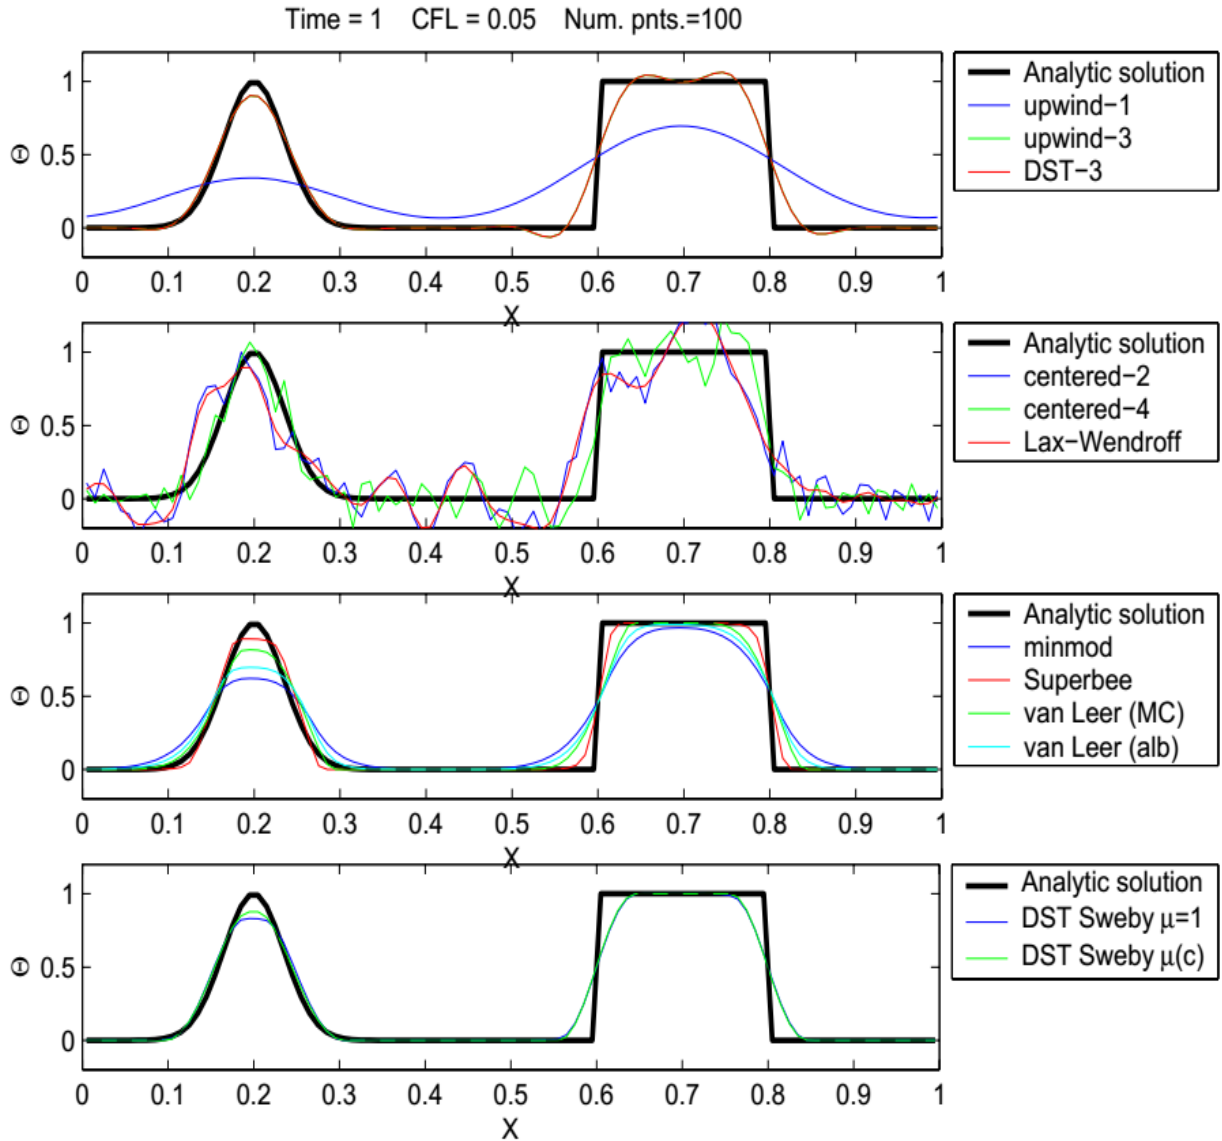 Time = 1 CFL = 0.05 Num. pnts.=100
1
0.5
0
Θ
0 0.1 0.2 0.3 0.4 0.5 0.6 0.7 0.8 0.9 1
X
Analytic solution
upwind−1
upwind−3
DST−3
1
0.5
0
Θ
0 0.1 0.2 0.3 0.4 0.5 0.6 0.7 0.8 0.9 1
X
Analytic solution
centered−2
centered−4
Lax−Wendroff
1
0.5
0
Θ
0 0.1 0.2 0.3 0.4 0.5 0.6 0.7 0.8 0.9 1
X
Analytic solution
minmod
Superbee
van Leer (MC)
van Leer (alb)
1
0.5
0
Θ
0 0.1 0.2 0.3 0.4 0.5 0.6 0.7 0.8 0.9 1
X
Analytic solution
DST Sweby μ=1
DST Sweby μ(c)